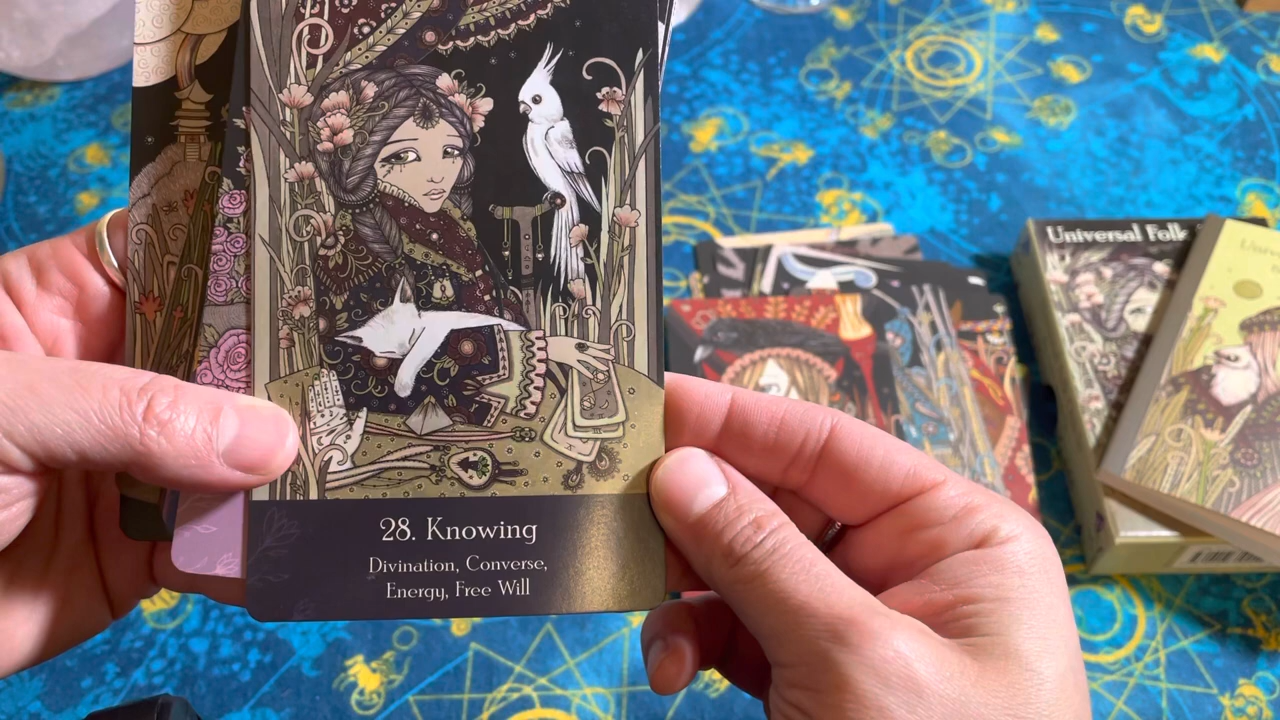 28. Knowing
Divination, Converse,
Energy, Free Will
Universal Folk